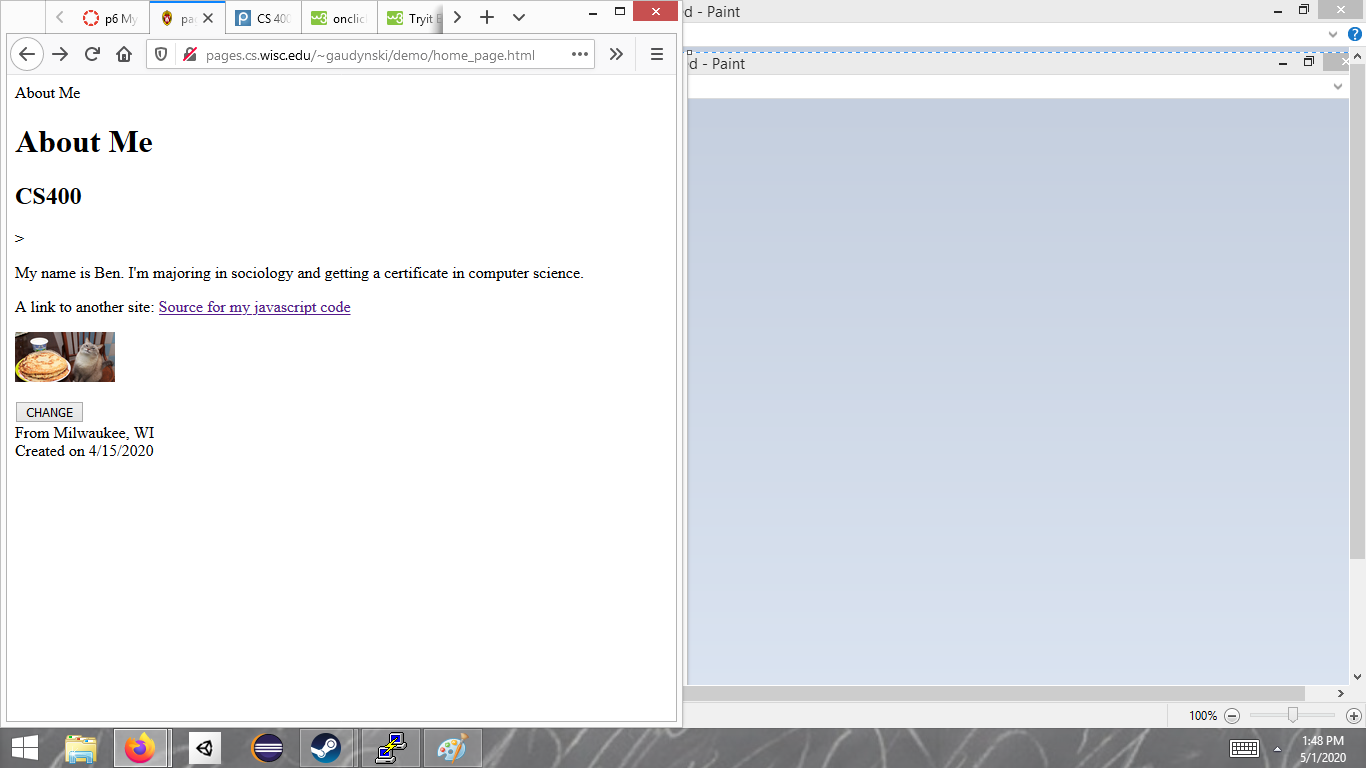 p6 My
pa
CS 400
onclic
Tryit E
d - Paint
pages.cs.wisc.edu/~gaudynski/demo/home_page.html
d - Paint
About Me
About Me
CS400
>
My name is Ben. I'm majoring in sociology and getting a certificate in computer science.
A link to another site: Source for my javascript code
CHANGE
From Milwaukee, WI
Created on 4/15/2020
100%
1:48 PM
5/1/2020